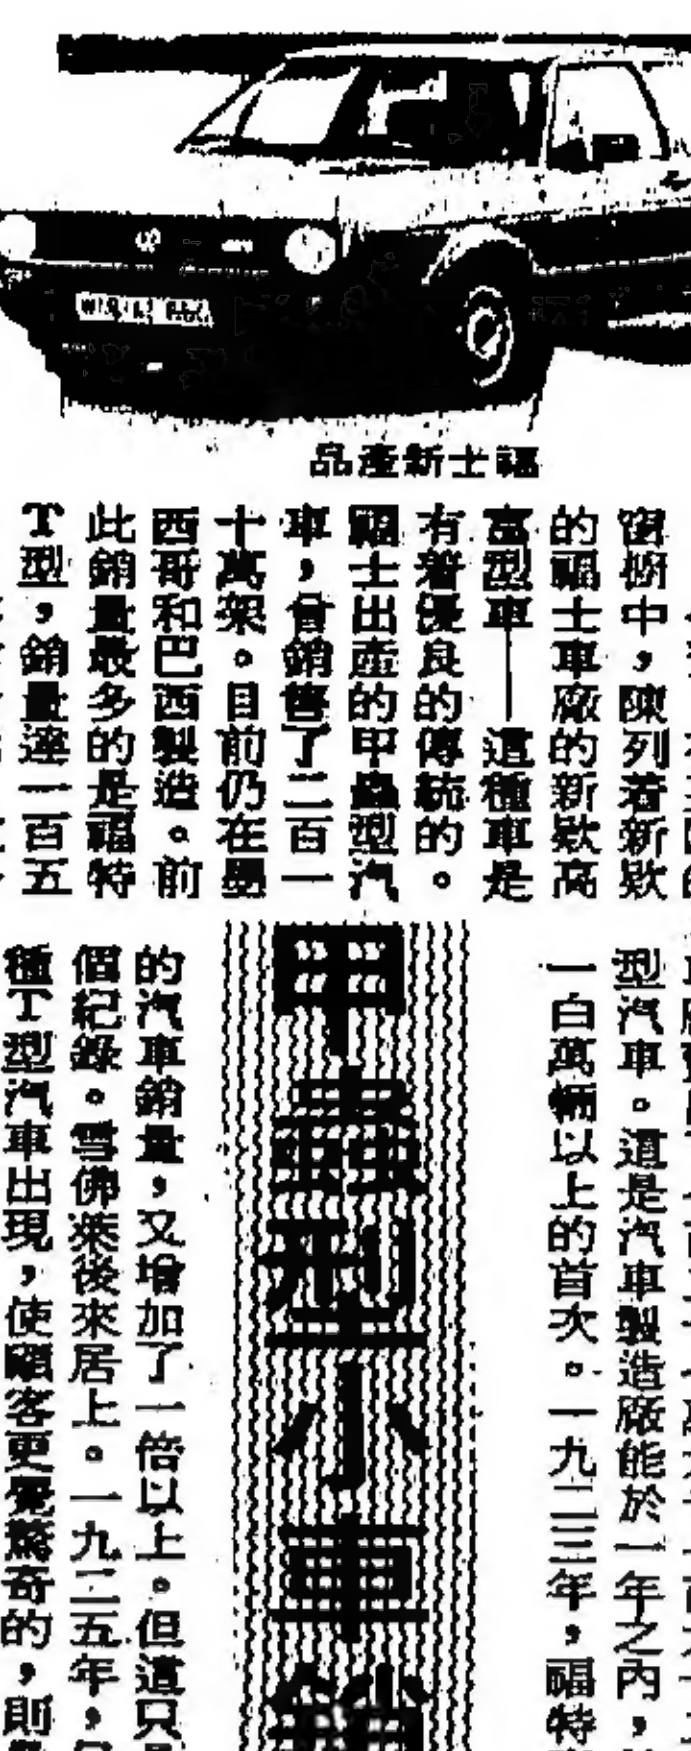 福士新產品
窗橱中，陳列着新欵
的福士車廠的新欵高
富型車——這種車是
有着優良的傳統的。
福士出產的甲蟲型汽
車，曾銷售了二百一
十萬架。目前仍在墨
西哥和巴西製造。前
此銷量最多的是福特
T型，銷量達一百五
甲蟲型小車
型汽車。這是汽車製造廠能於一年之內，
一白萬輛以上的首次。一九二三年，福特
的汽車銷量，又增加了一倍以上。但這只
個紀錄。雪佛萊後來居上。一九二五年，
種T型汽車出現，使顧客更覺驚奇的，則